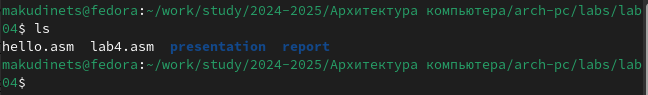 makudinets@fedora:~/work/study/2024-2025/Архитектура компьютера/arch-pc/labs/lab
04$ ls
hello.asm  lab4.asm  presentation  report
makudinets@fedora:~/work/study/2024-2025/Архитектура компьютера/arch-pc/labs/lab
04$